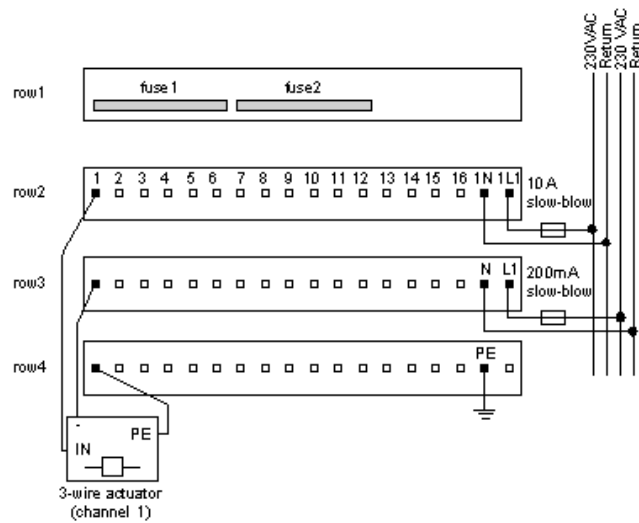 230VAC
Return
230 VAC
Return
row1
fuse1 fuse2
row2
1 2 3 4 5 6 7 8 9 10 11 12 13 14 15 16 1N 1L1
10A
slow-blow
row3
N L1
200mA
slow-blow
row4
PE
- PE
IN
3-wire actuator
(channel 1)